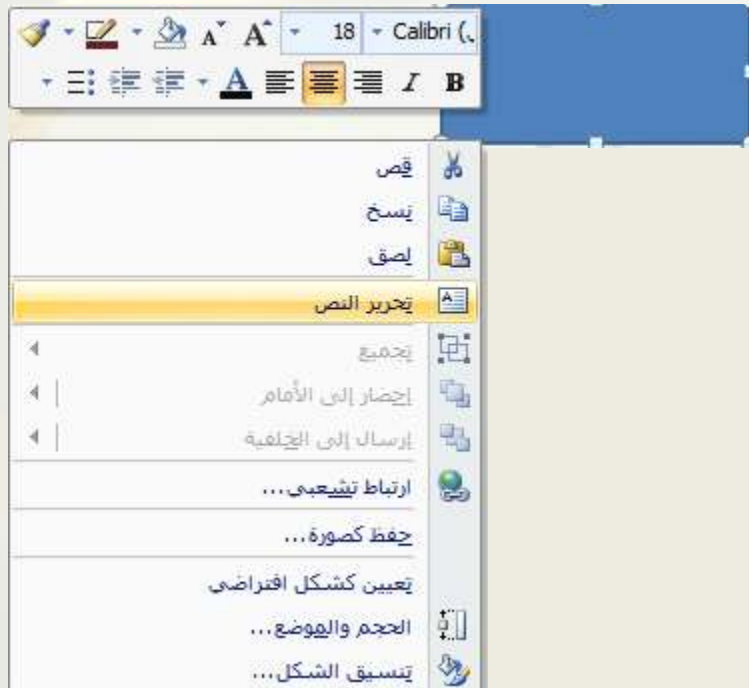 Calibri (. 18 A A
B I A
قص
نسخ
لصق
تحرير النص
تجميع
إحضار إلى الأمام
إرسال إلى الخلفية
ارتباط تشعبي...
حفظ كصورة...
تعيين كشكل افتراضي
الحجم والموضع...
تنسيق الشكل...